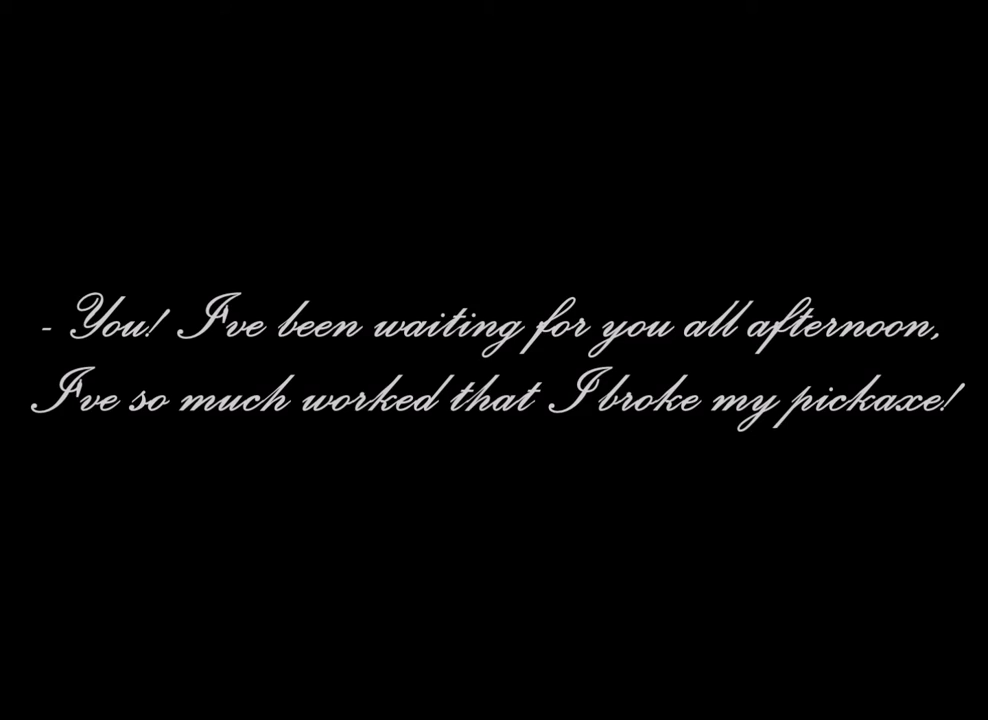 - You! I've been waiting for you all afternoon,
I've so much worked that I broke my pickaxe!